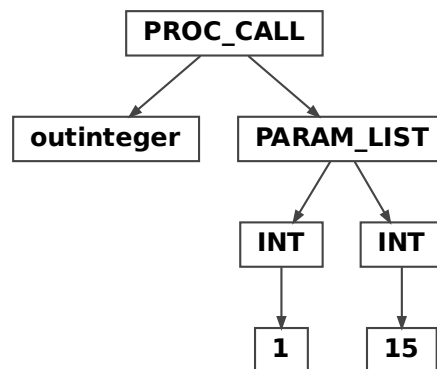 PROC_CALL
outinteger PARAM_LIST
INT INT
1 15